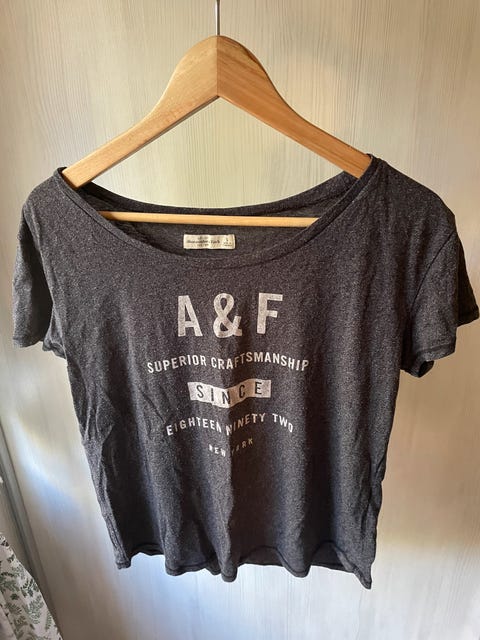 A & F
SUPERIOR CRAFTSMANSHIP
SINCE
EIGHTEEN NINETY TWO
NEW YORK